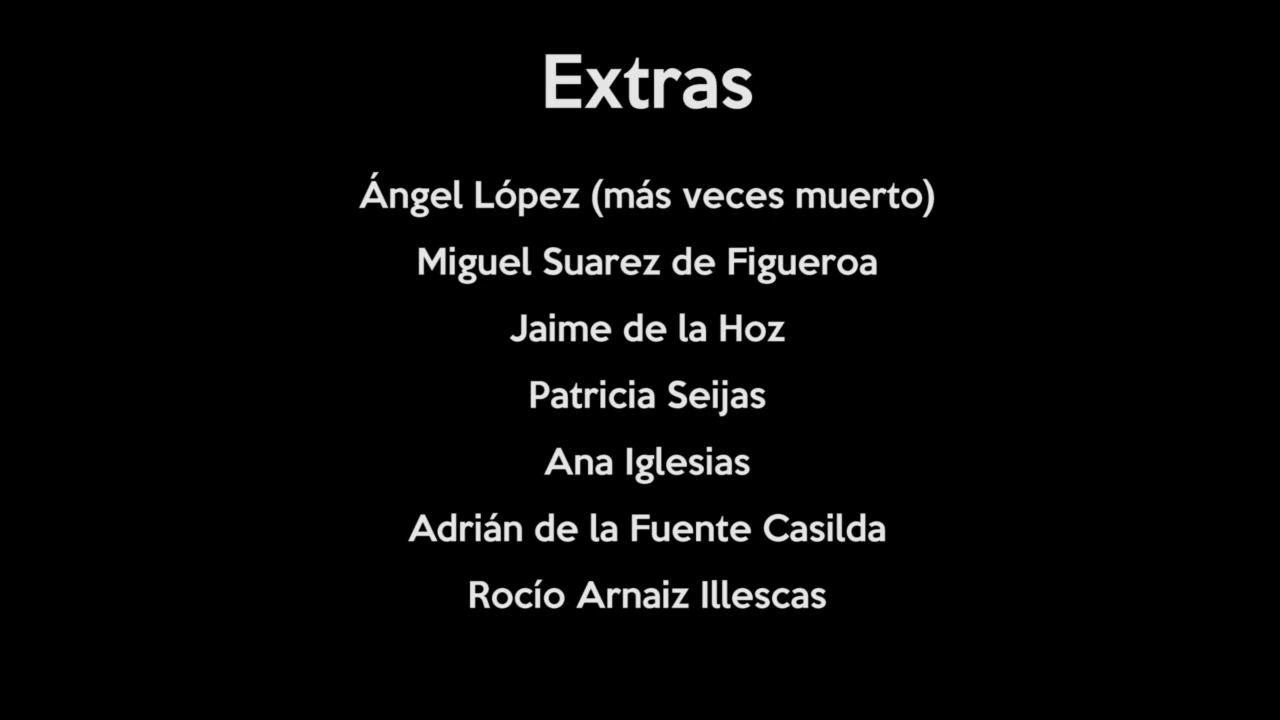 Extras
Ángel López (más veces muerto)
Miguel Suarez de Figueroa
Jaime de la Hoz
Patricia Seijas
Ana Iglesias
Adrián de la Fuente Casilda
Rocío Arnaiz Illescas